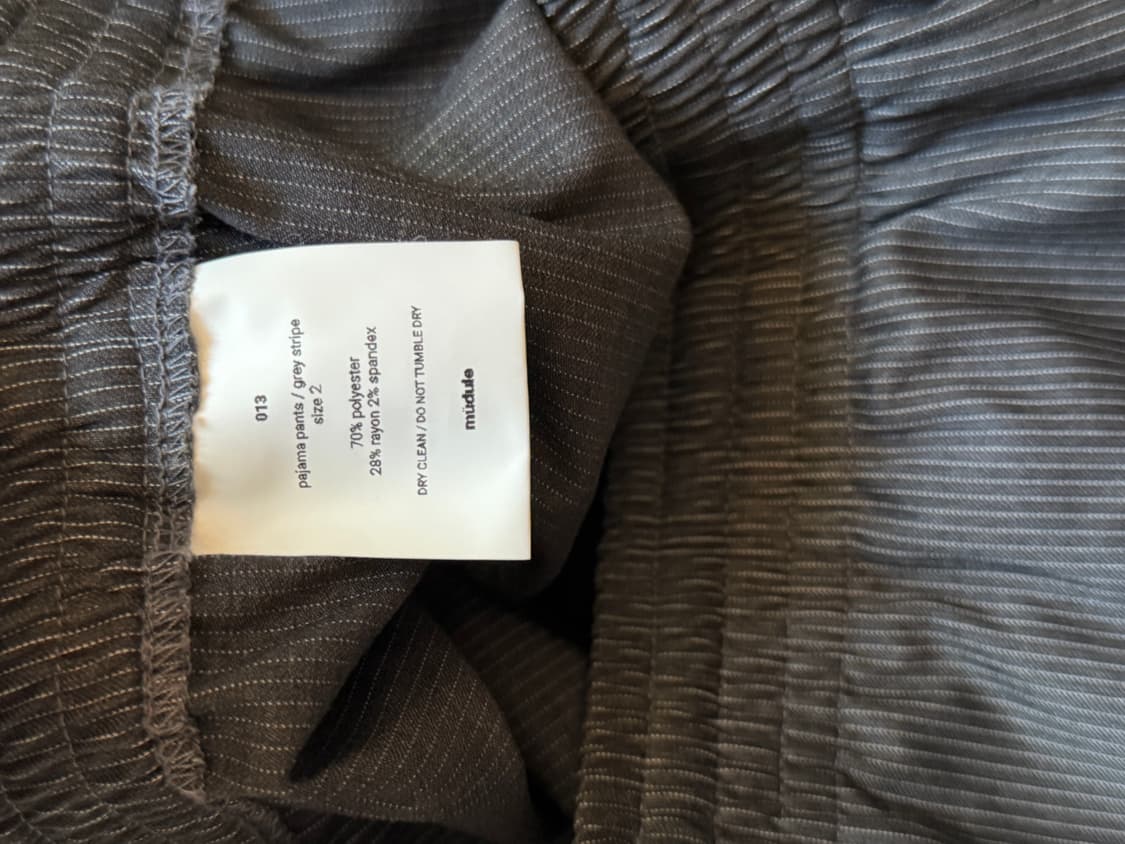 013
pajama pants / grey stripe
size 2
70% polyester
28% rayon 2% spandex
DRY CLEAN / DO NOT TUMBLE DRY
müdule